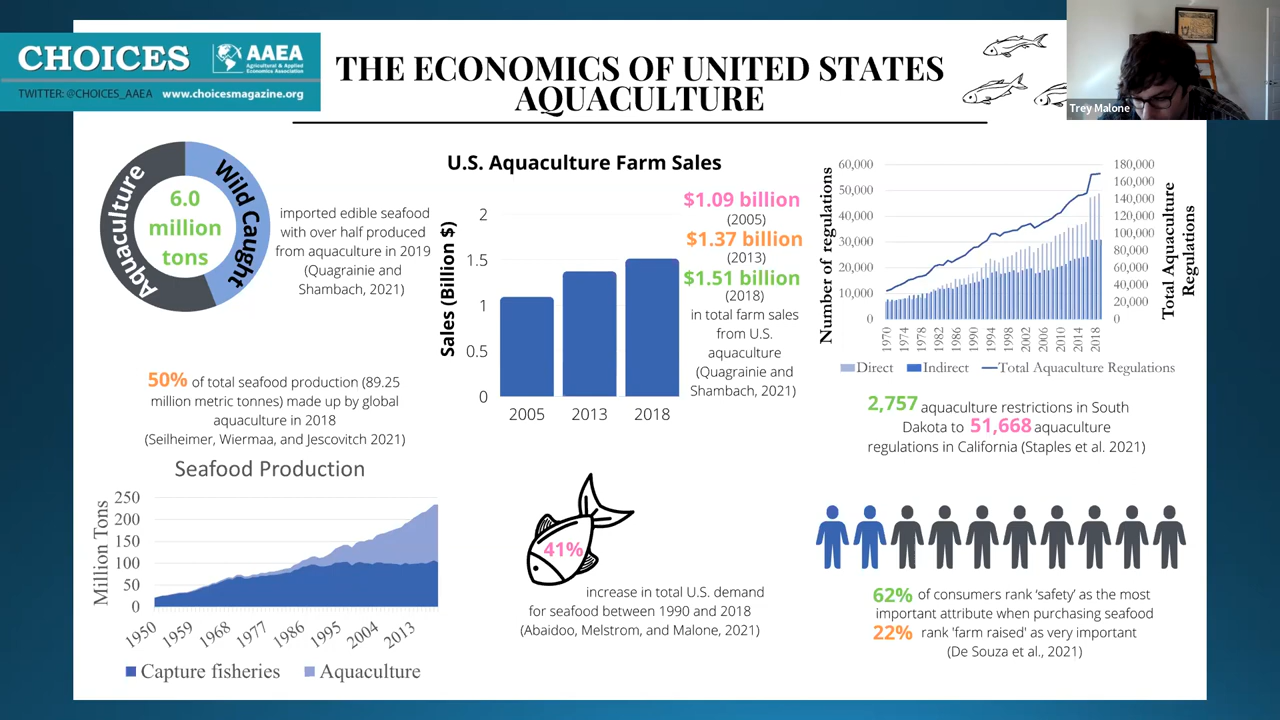 CHOICES
AAEA
Agricultural & Applied
Economics Association
TWITTER: @CHOICES_AAEA www.choicesmagazine.org
THE ECONOMICS OF UNITED STATES
AQUACULTURE
Trey Malone
Aquaculture
Wild Caught
6.0
million
tons
imported edible seafood
with over half produced
from aquaculture in 2019
(Quagrainie and
Shambach, 2021)
50% of total seafood production (89.25
million metric tonnes) made up by global
aquaculture in 2018
(Seilheimer, Wiermaa, and Jescovitch 2021)
Seafood Production
Million Tons
250
200
150
100
50
0
1950
1959
1968
1977
1986
1995
2004
2013
Capture fisheries
Aquaculture
U.S. Aquaculture Farm Sales
Sales (Billion $)
2
1.5
1
0.5
0
2005
2013
2018
$1.09 billion
(2005)
$1.37 billion
(2013)
$1.51 billion
(2018)
in total farm sales
from U.S.
aquaculture
(Quagrainie and
Shambach, 2021)
41%
increase in total U.S. demand
for seafood between 1990 and 2018
(Abaidoo, Melstrom, and Malone, 2021)
Number of regulations
60,000
50,000
40,000
30,000
20,000
10,000
0
180,000
160,000
140,000
120,000
100,000
80,000
60,000
40,000
20,000
0
Total Aquaculture
Regulations
1970
1974
1978
1982
1986
1990
1994
1998
2002
2006
2010
2014
2018
Direct
Indirect
Total Aquaculture Regulations
2,757 aquaculture restrictions in South
Dakota to 51,668 aquaculture
regulations in California (Staples et al. 2021)
62% of consumers rank ‘safety’ as the most
important attribute when purchasing seafood
22% rank 'farm raised' as very important
(De Souza et al., 2021)